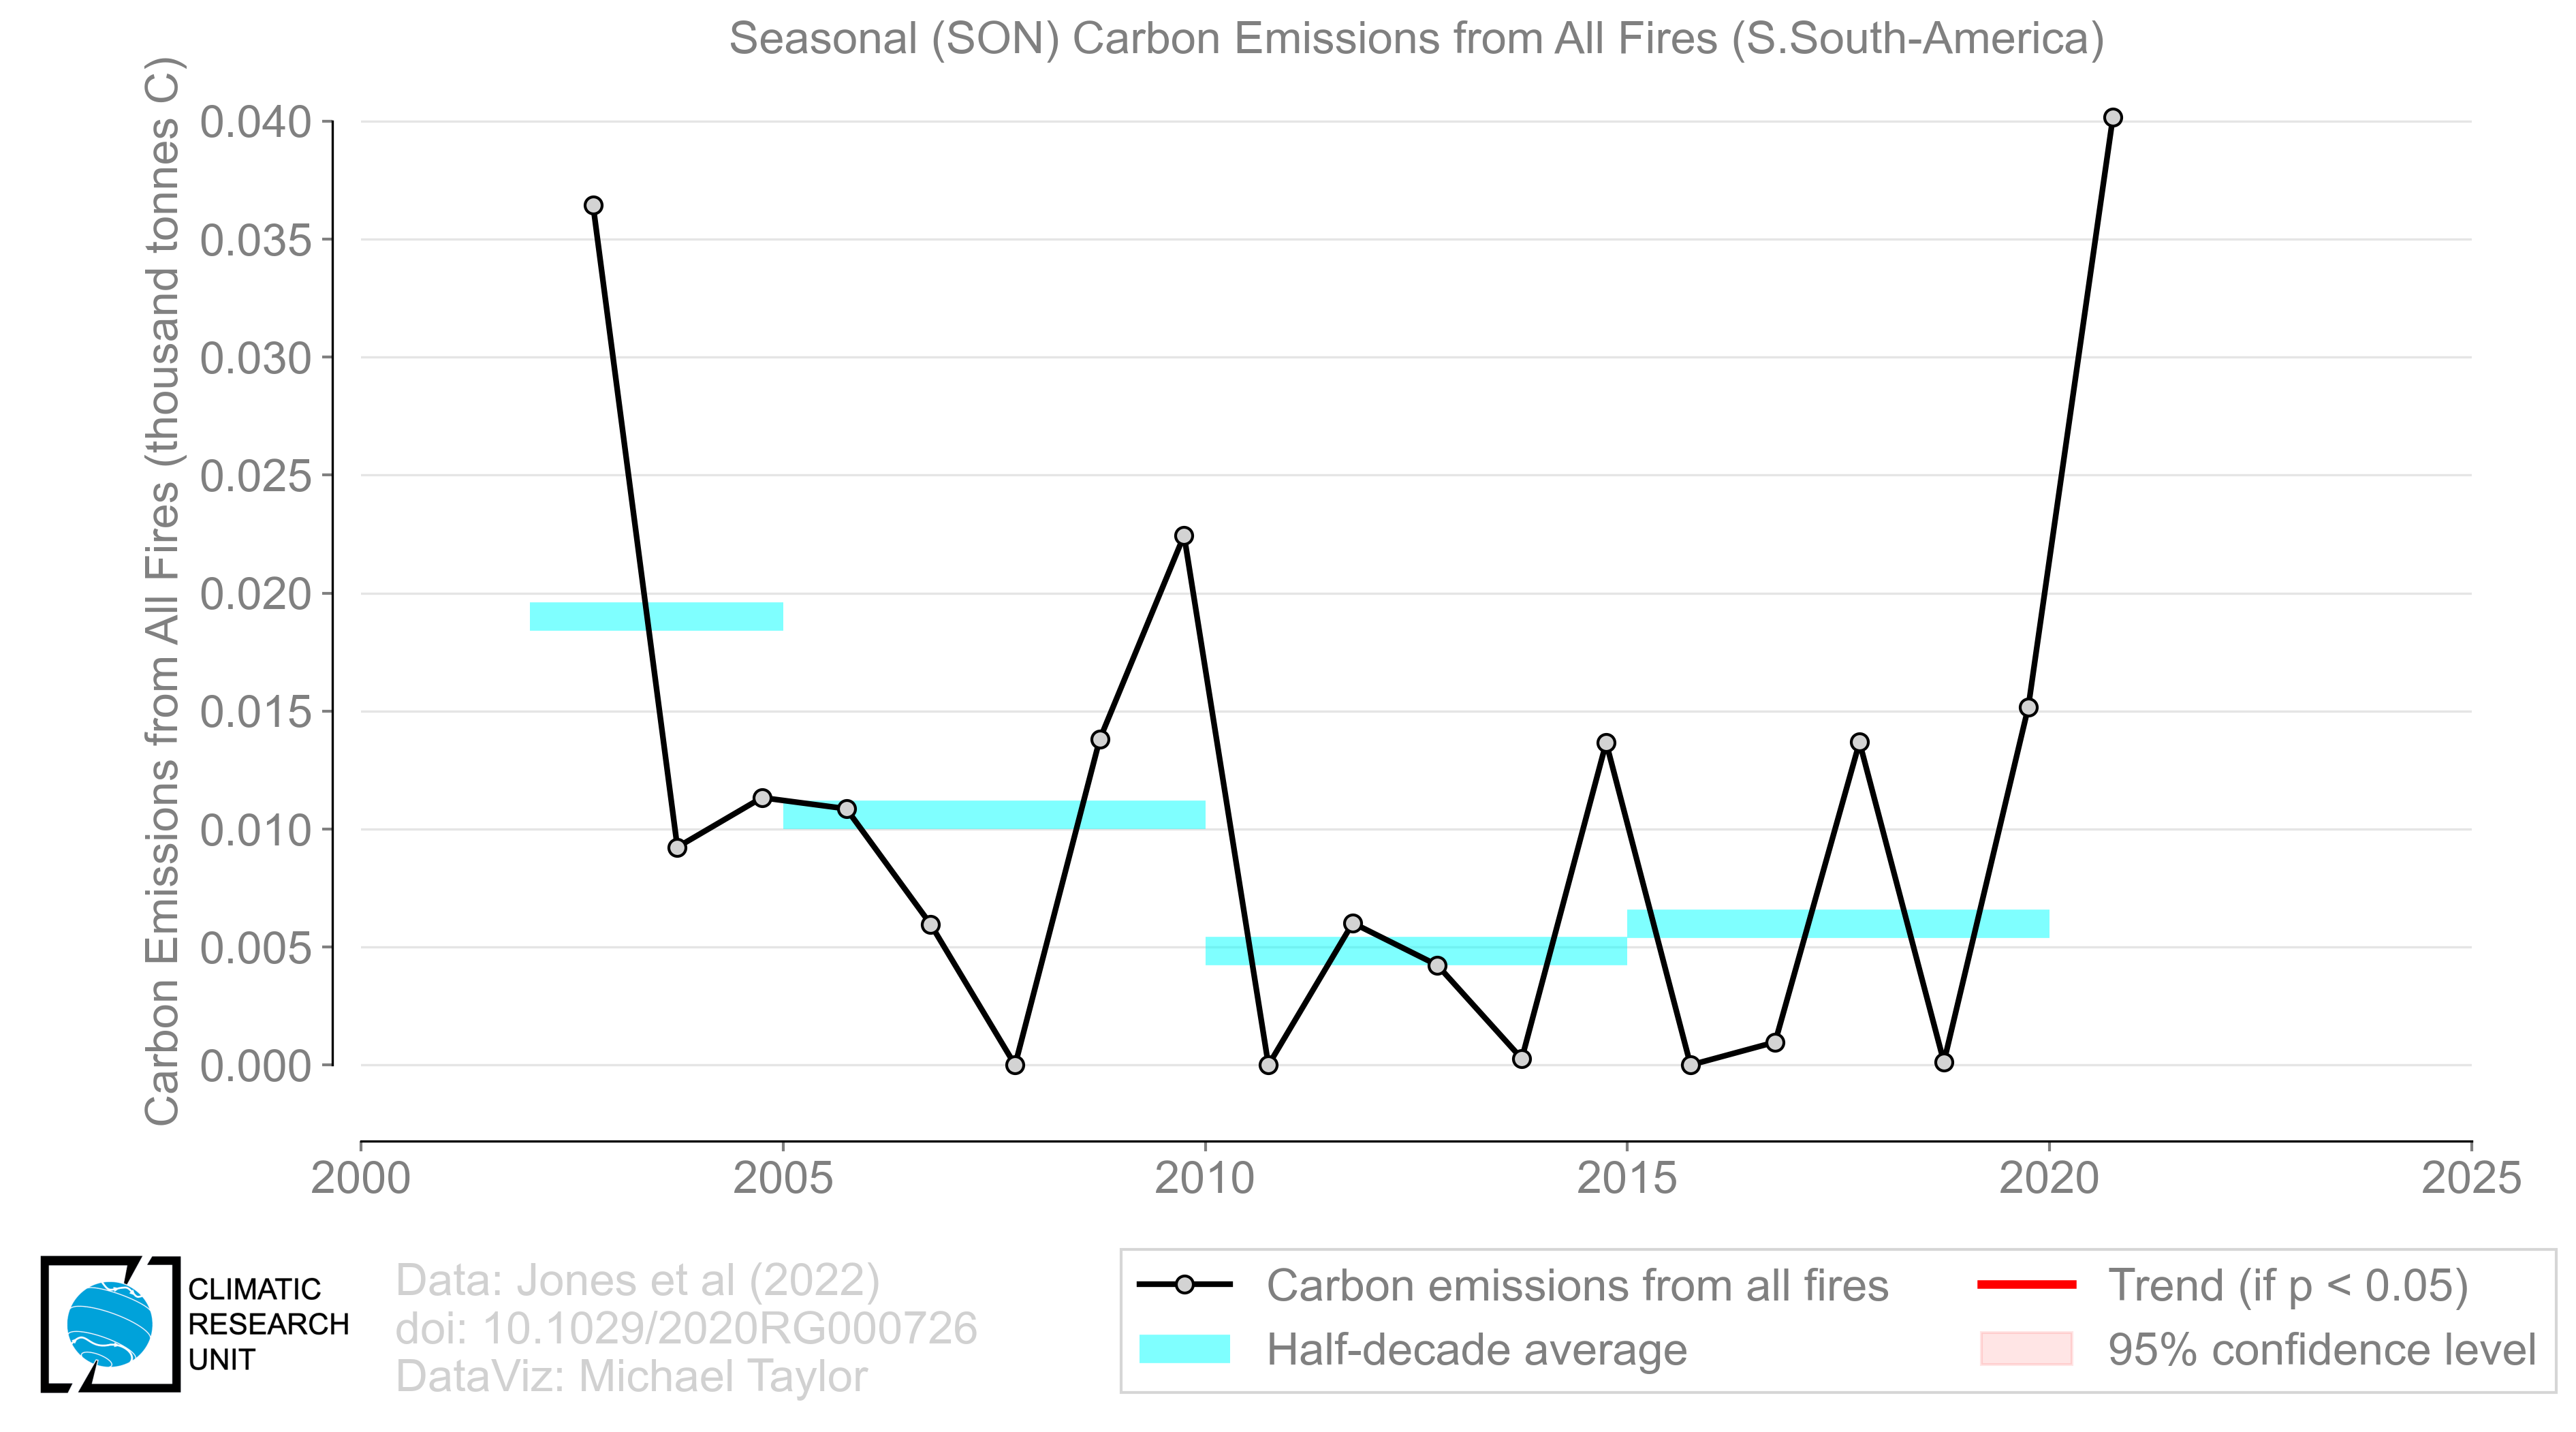 Seasonal (SON) Carbon Emissions from All Fires (S.South-America)
Carbon Emissions from All Fires (thousand tonnes C)
0.040
0.035
0.030
0.025
0.020
0.015
0.010
0.005
0.000
2000 2005 2010 2015 2020 2025
CLIMATIC
RESEARCH
UNIT
Data: Jones et al (2022)
doi: 10.1029/2020RG000726
DataViz: Michael Taylor
Carbon emissions from all fires
Half-decade average
Trend (if p < 0.05)
95% confidence level